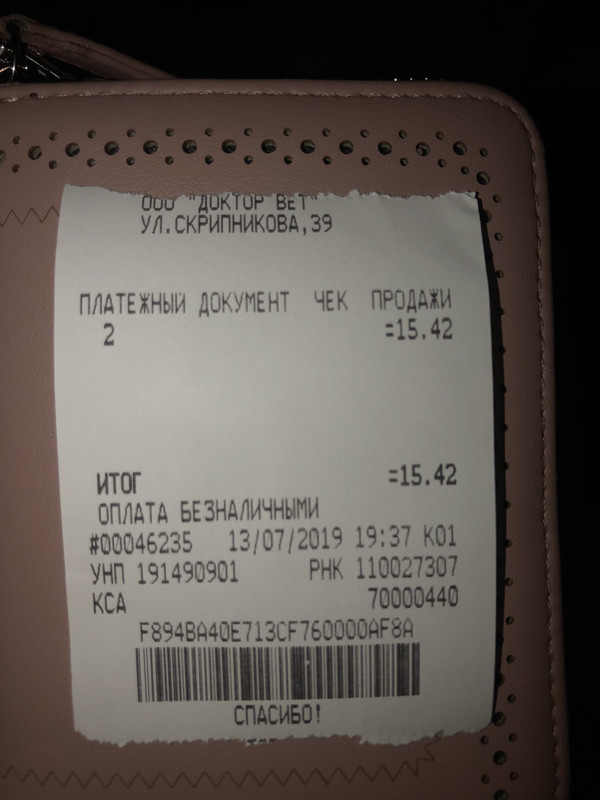 ООО "ДОКТОР ВЕТ"
УЛ.СКРИПНИКОВА,39
ПЛАТЕЖНЫЙ ДОКУМЕНТ ЧЕК ПРОДАЖИ
2 =15.42
ИТОГ =15.42
ОПЛАТА БЕЗНАЛИЧНЫМИ
#00046235 13/07/2019 19:37 К01
УНП 191490901 РНК 110027307
КСА 70000440
F894BA40E713CF760000AF8A
СПАСИБО!